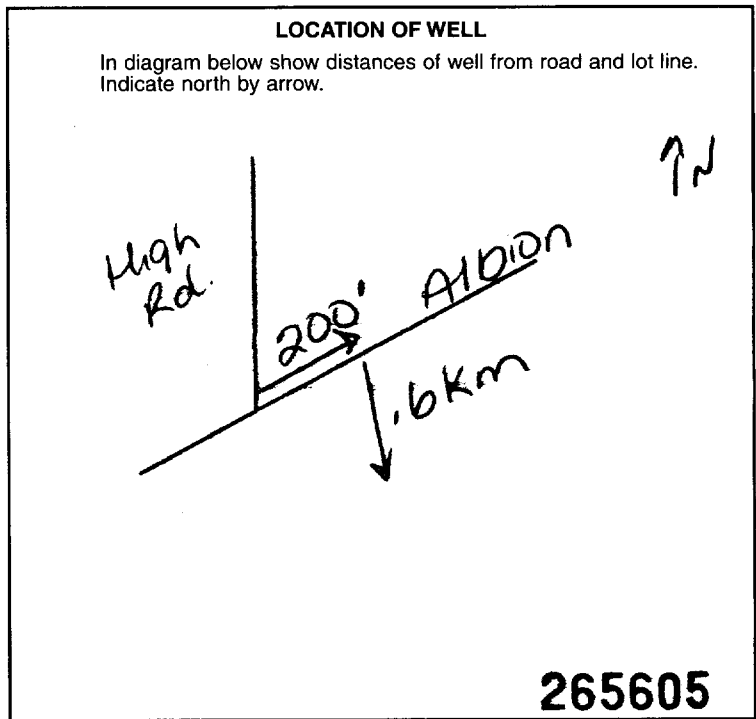 LOCATION OF WELL
In diagram below show distances of well from road and lot line.
Indicate north by arrow.
N
High
Rd.
200'
Albion
.6km
265605